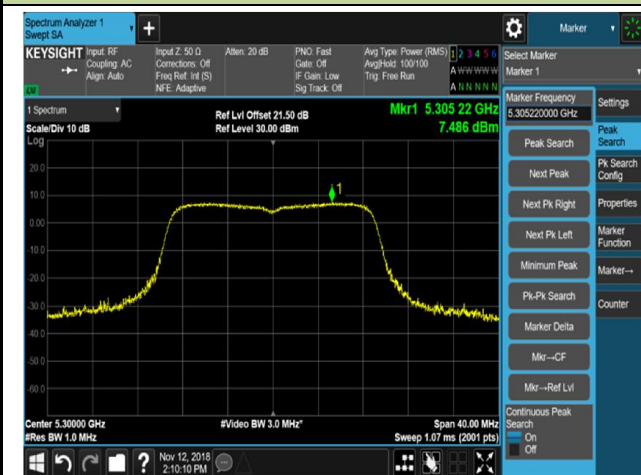 Spectrum Analyzer 1
Swept SA
+
Marker
KEYSIGHT
Input: RF
Coupling: AC
Align: Auto
Input Z: 50 Ω
Corrections: Off
Freq Ref: Int (S)
NFE: Adaptive
Atten: 20 dB
PNO: Fast
Gate: Off
IF Gain: Low
Sig Track: Off
Avg Type: Power (RMS)
Avg|Hold: 100/100
Trig: Free Run
1 2 3 4 5 6
A W W W W W
A N N N N N
Select Marker
Marker 1
1 Spectrum
Scale/Div 10 dB
Log
Ref Lvl Offset 21.50 dB
Ref Level 30.00 dBm
Mkr1 5.305 22 GHz
7.486 dBm
20.0
10.0
0.00
-10.0
-20.0
-30.0
-40.0
-50.0
-60.0
1
Center 5.30000 GHz
#Res BW 1.0 MHz
#Video BW 3.0 MHz*
Span 40.00 MHz
Sweep 1.07 ms (2001 pts)
Marker Frequency
5.305220000 GHz
Peak Search
Next Peak
Next Pk Right
Next Pk Left
Minimum Peak
Pk-Pk Search
Marker Delta
Mkr→CF
Mkr→Ref Lvl
Continuous Peak
Search
On
Off
Settings
Peak
Search
Pk Search
Config
Properties
Marker
Function
Marker→
Counter
?
Nov 12, 2018
2:10:10 PM